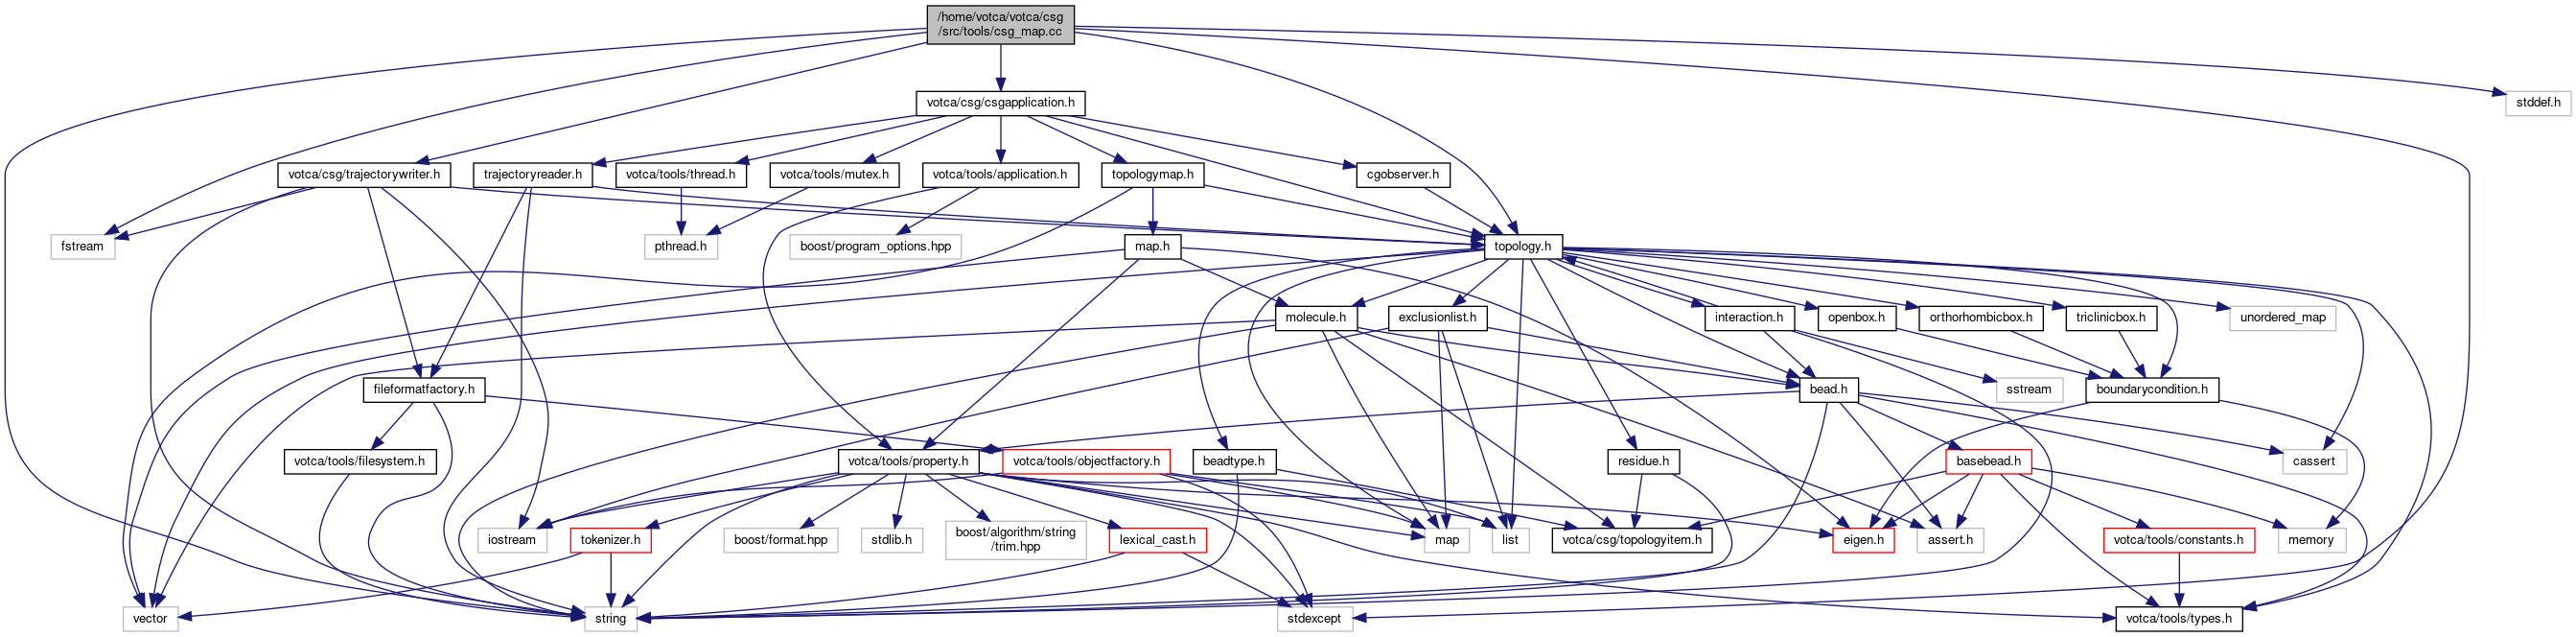 /home/votca/votca/csg
/src/tools/csg_map.cc
votca/csg/csgapplication.h
stddef.h
votca/csg/trajectorywriter.h
trajectoryreader.h
votca/tools/thread.h
votca/tools/mutex.h
votca/tools/application.h
topologymap.h
cgobserver.h
fstream
pthread.h
boost/program_options.hpp
map.h
topology.h
molecule.h
exclusionlist.h
interaction.h
openbox.h
orthorhombicbox.h
triclinicbox.h
unordered_map
fileformatfactory.h
bead.h
sstream
boundarycondition.h
votca/tools/filesystem.h
votca/tools/property.h
votca/tools/objectfactory.h
beadtype.h
residue.h
basebead.h
cassert
iostream
tokenizer.h
boost/format.hpp
stdlib.h
boost/algorithm/string
/trim.hpp
lexical_cast.h
map
list
votca/csg/topologyitem.h
eigen.h
assert.h
votca/tools/constants.h
memory
vector
string
stdexcept
votca/tools/types.h